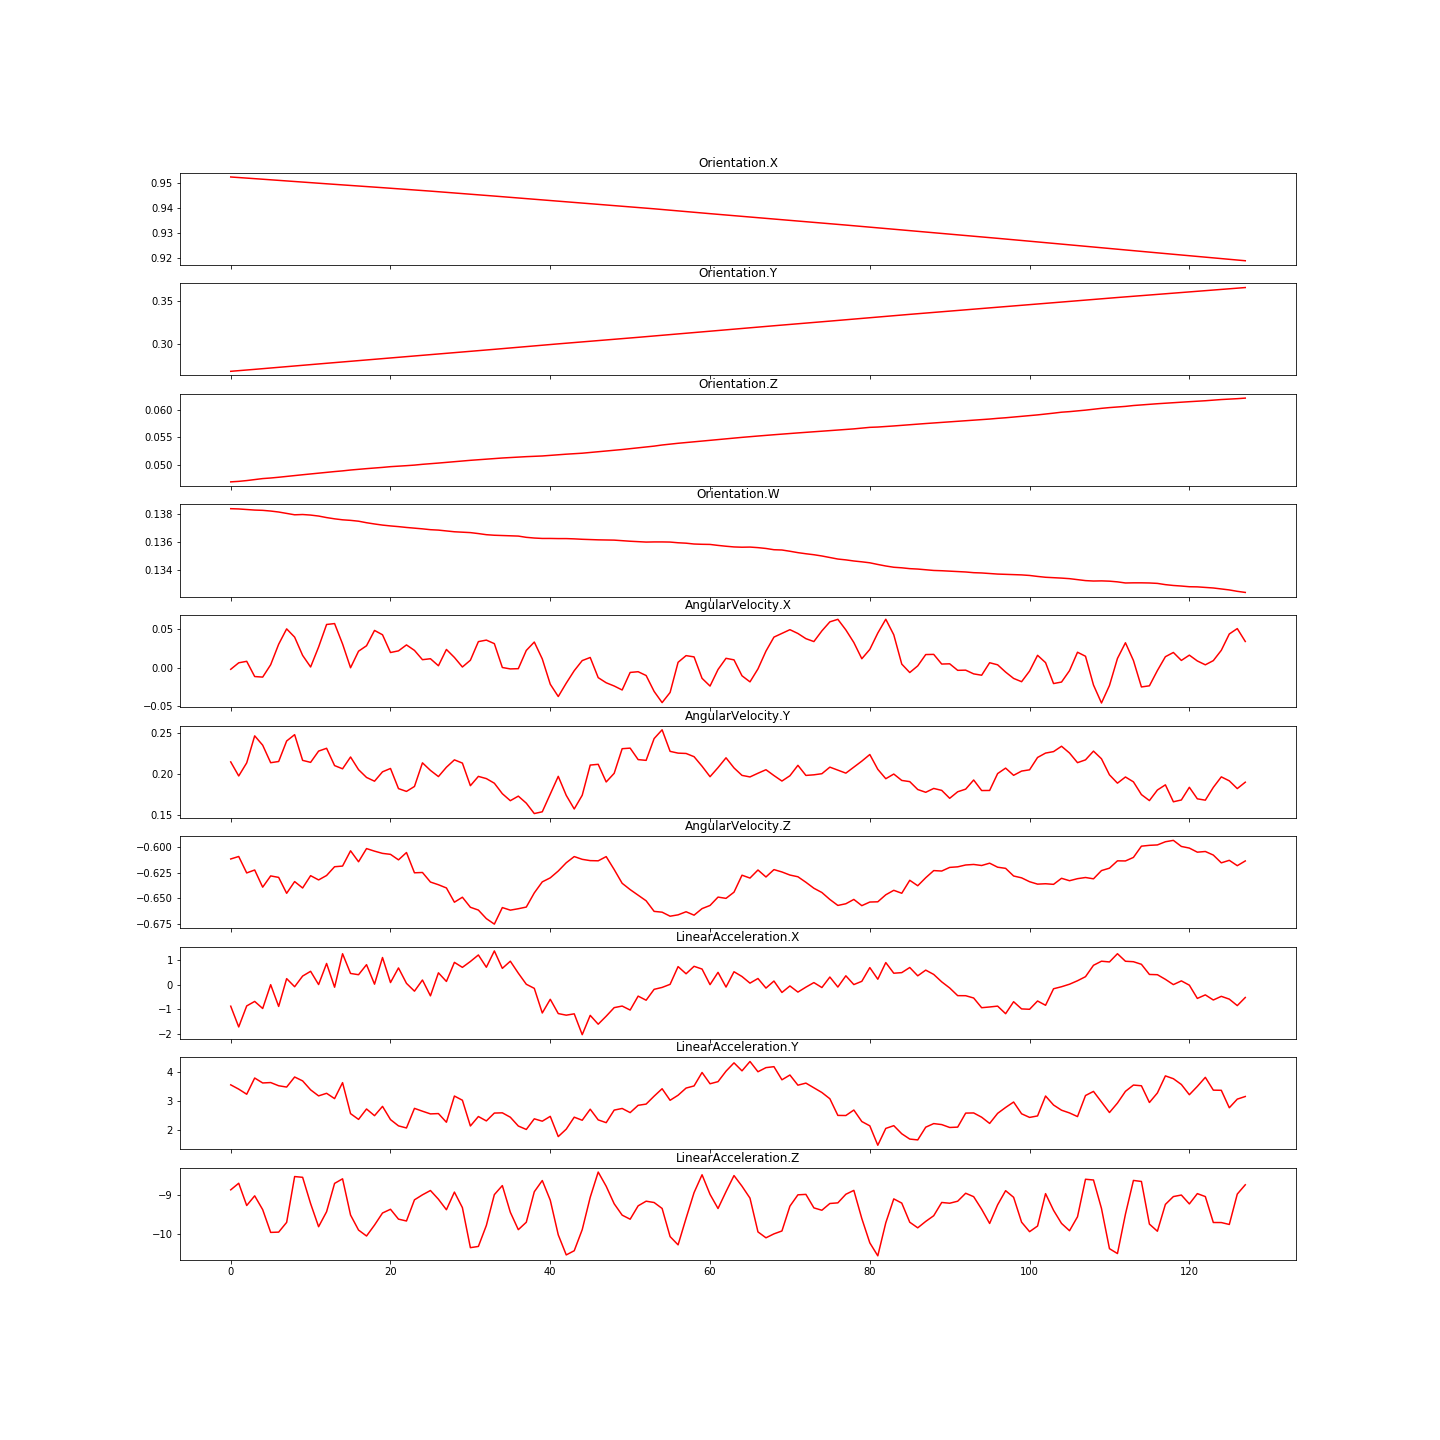 Orientation.X
0.95
0.94
0.93
0.92
Orientation.Y
0.35
0.30
Orientation.Z
0.060
0.055
0.050
Orientation.W
0.138
0.136
0.134
AngularVelocity.X
0.05
0.00
−0.05
AngularVelocity.Y
0.25
0.20
0.15
AngularVelocity.Z
−0.600
−0.625
−0.650
−0.675
LinearAcceleration.X
1
0
−1
−2
LinearAcceleration.Y
4
3
2
LinearAcceleration.Z
−9
−10
0 20 40 60 80 100 120